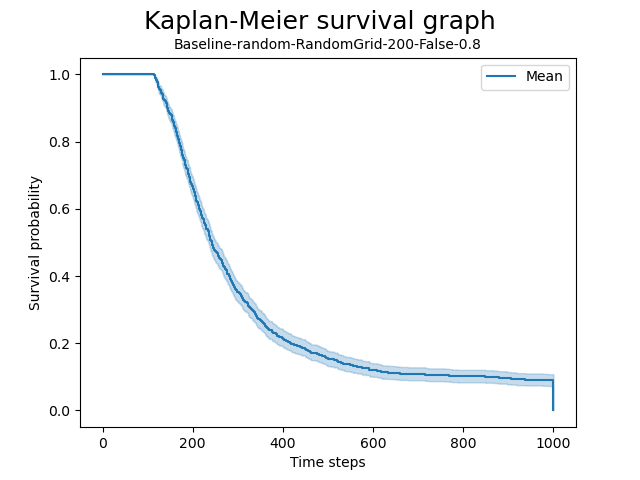 Kaplan-Meier survival graph
Baseline-random-RandomGrid-200-False-0.8
Mean
Survival probability
1.0
0.8
0.6
0.4
0.2
0.0
0 200 400 600 800 1000
Time steps